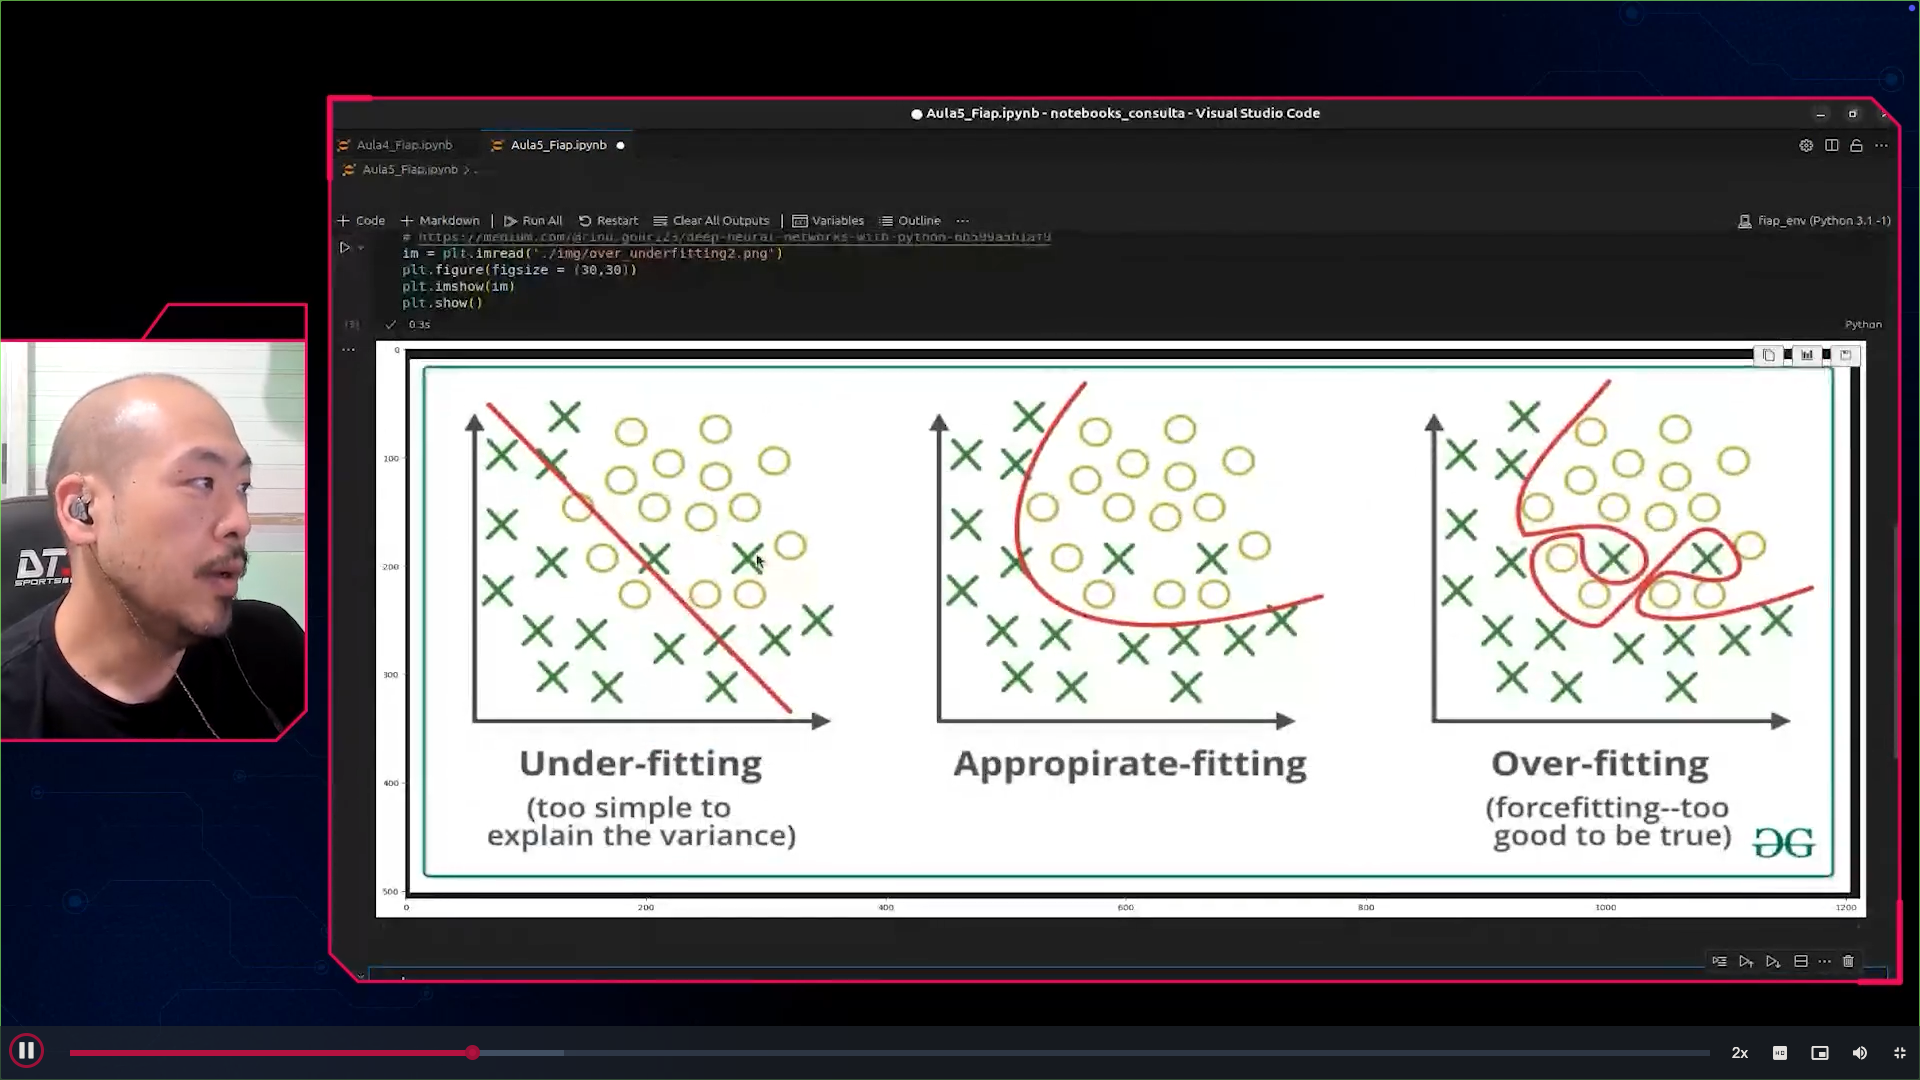 Aula5_Fiap.ipynb - notebooks_consulta - Visual Studio Code
Aula4_Fiap.ipynb
Aula5_Fiap.ipynb
Aula5_Fiap.ipynb > .
+ Code + Markdown | Run All Restart Clear All Outputs | Variables Outline ...
fiap_env (Python 3.1.-1)
im = plt.imread('./img/over_underfitting2.png')
plt.figure(figsize = (30,30))
plt.imshow(im)
plt.show()
[3]
0.3s
Python
0
100
200
300
400
500
Under-fitting
(too simple to
explain the variance)
Appropirate-fitting
Over-fitting
(forcefitting--too
good to be true)
GG
0 200 400 600 800 1000 1200
DT
SPORTS
2x
HD